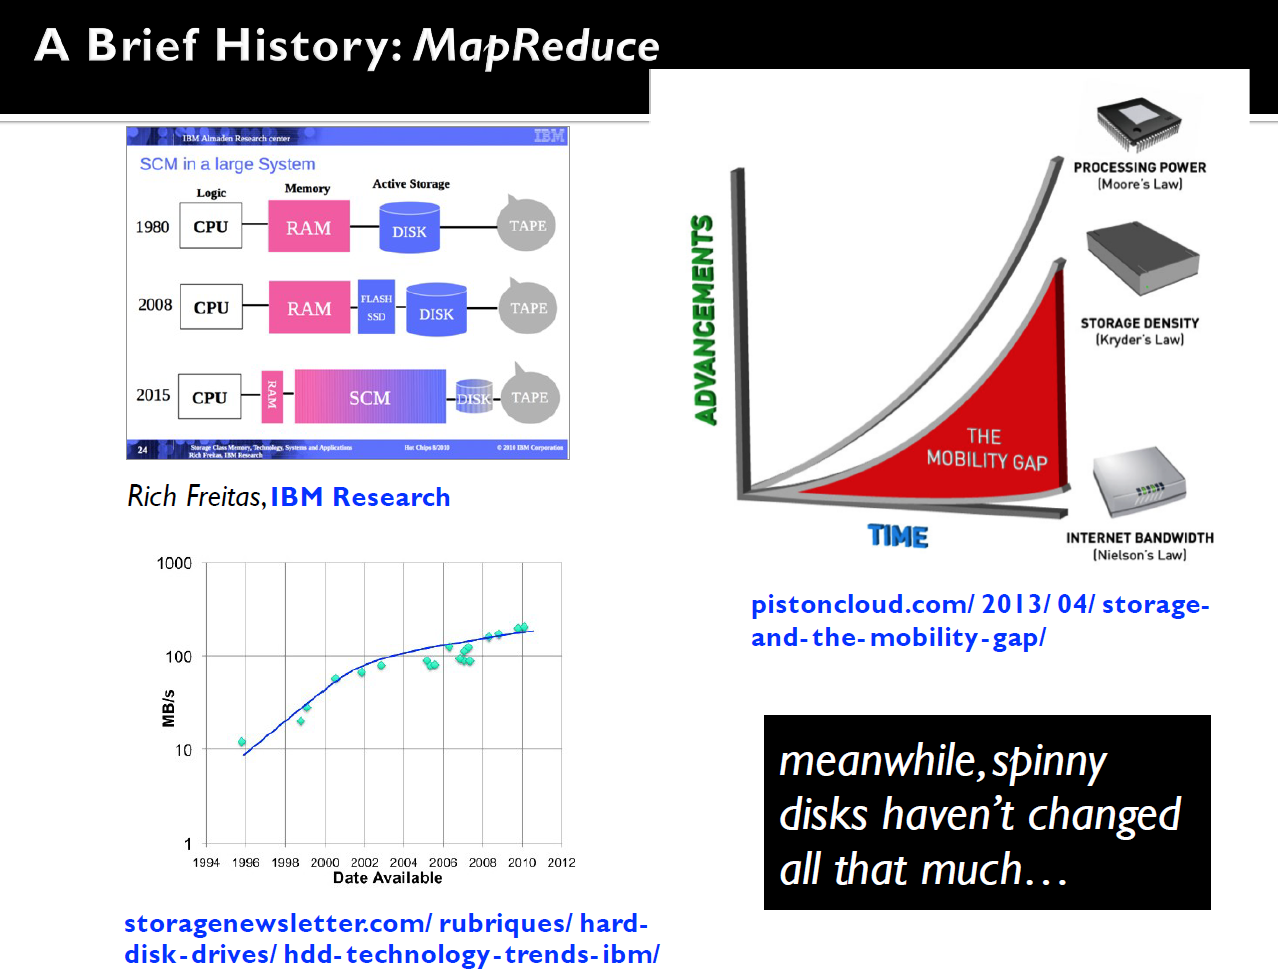 A Brief History: MapReduce
IBM Almaden Research center
IBM
SCM in a large System
Logic
Memory
Active Storage
1980
CPU
RAM
DISK
TAPE
2008
CPU
RAM
FLASH
SSD
DISK
TAPE
2015
CPU
RAM
SCM
DISK
TAPE
24
Storage Class Memory, Technology, Systems and Applications
Rich Freitas, IBM Research
Hot Chips 8/2010
© 2010 IBM Corporation
Rich Freitas, IBM Research
ADVANCEMENTS
TIME
THE
MOBILITY GAP
PROCESSING POWER
(Moore's Law)
STORAGE DENSITY
(Kryder's Law)
INTERNET BANDWIDTH
(Nielson's Law)
pistoncloud.com/ 2013/ 04/ storage-
and-the-mobility-gap/
1000
100
10
1
MB/s
1994 1996 1998 2000 2002 2004 2006 2008 2010 2012
Date Available
storagenewsletter.com/ rubriques/ hard-
disk-drives/ hdd-technology-trends-ibm/
meanwhile, spinny
disks haven't changed
all that much…